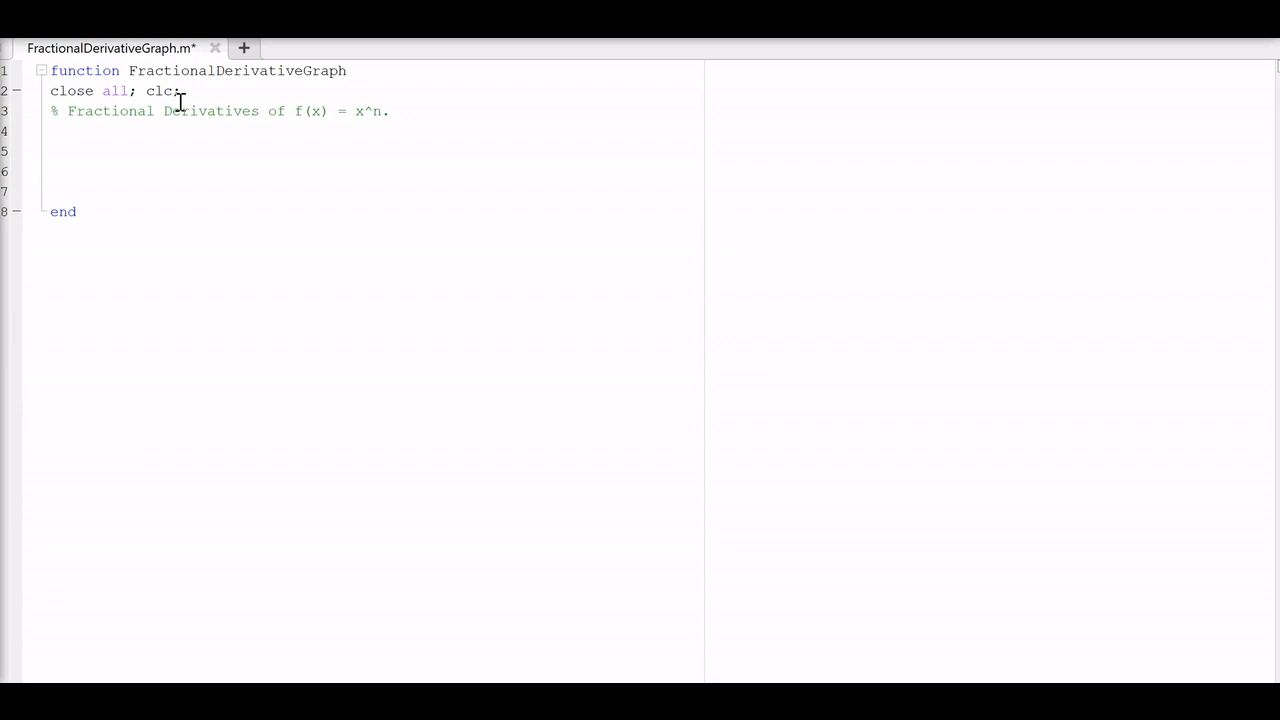 FractionalDerivativeGraph.m* × +
1 function FractionalDerivativeGraph
2 – close all; clc;
3 % Fractional Derivatives of f(x) = x^n.
4
5
6
7
8 – end